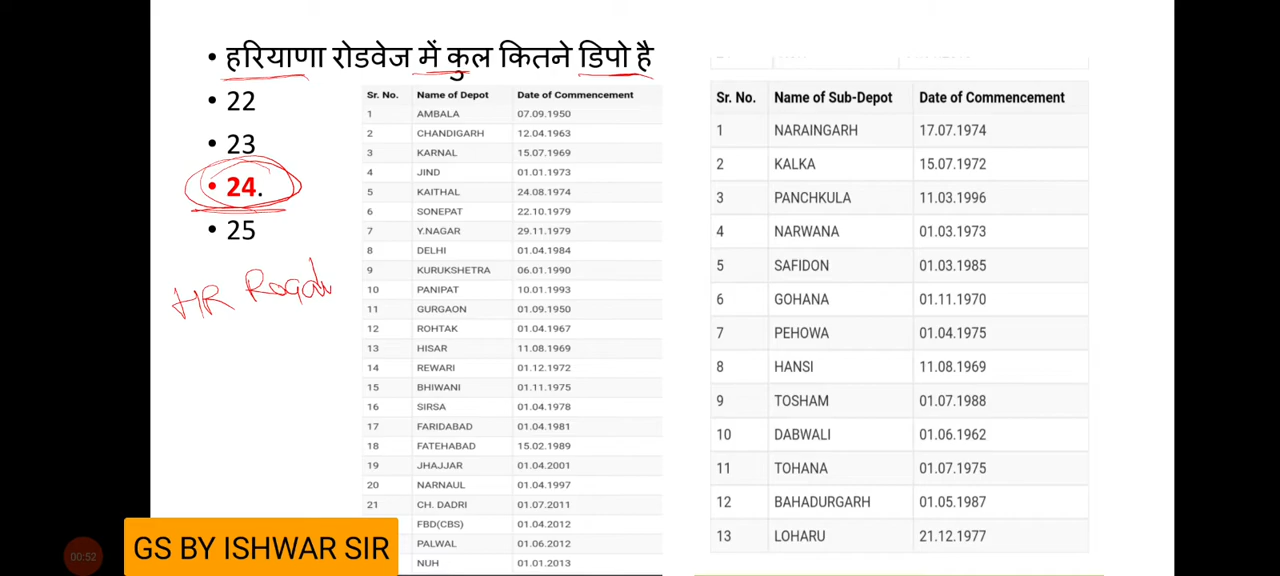 • हरियाणा रोडवेज में कुल कितने डिपो है
• 22
• 23
• 24.
• 25
HR
Sr. No. Name of Depot Date of Commencement
1 AMBALA 07.09.1950
2 CHANDIGARH 12.04.1963
3 KARNAL 15.07.1969
4 JIND 01.01.1973
5 KAITHAL 24.08.1974
6 SONEPAT 22.10.1979
7 Y.NAGAR 29.11.1979
8 DELHI 01.04.1984
9 KURUKSHETRA 06.01.1990
10 PANIPAT 10.01.1993
11 GURGAON 01.09.1950
12 ROHTAK 01.04.1967
13 HISAR 11.08.1969
14 REWARI 01.12.1972
15 BHIWANI 01.11.1975
16 SIRSA 01.04.1978
17 FARIDABAD 01.04.1981
18 FATEHABAD 15.02.1989
19 JHAJJAR 01.04.2001
20 NARNAUL 01.04.1997
21 CH. DADRI 01.07.2011
FBD(CBS) 01.04.2012
PALWAL 01.06.2012
NUH 01.01.2013
Sr. No. Name of Sub-Depot Date of Commencement
1 NARAINGARH 17.07.1974
2 KALKA 15.07.1972
3 PANCHKULA 11.03.1996
4 NARWANA 01.03.1973
5 SAFIDON 01.03.1985
6 GOHANA 01.11.1970
7 PEHOWA 01.04.1975
8 HANSI 11.08.1969
9 TOSHAM 01.07.1988
10 DABWALI 01.06.1962
11 TOHANA 01.07.1975
12 BAHADURGARH 01.05.1987
13 LOHARU 21.12.1977
GS BY ISHWAR SIR
00:52